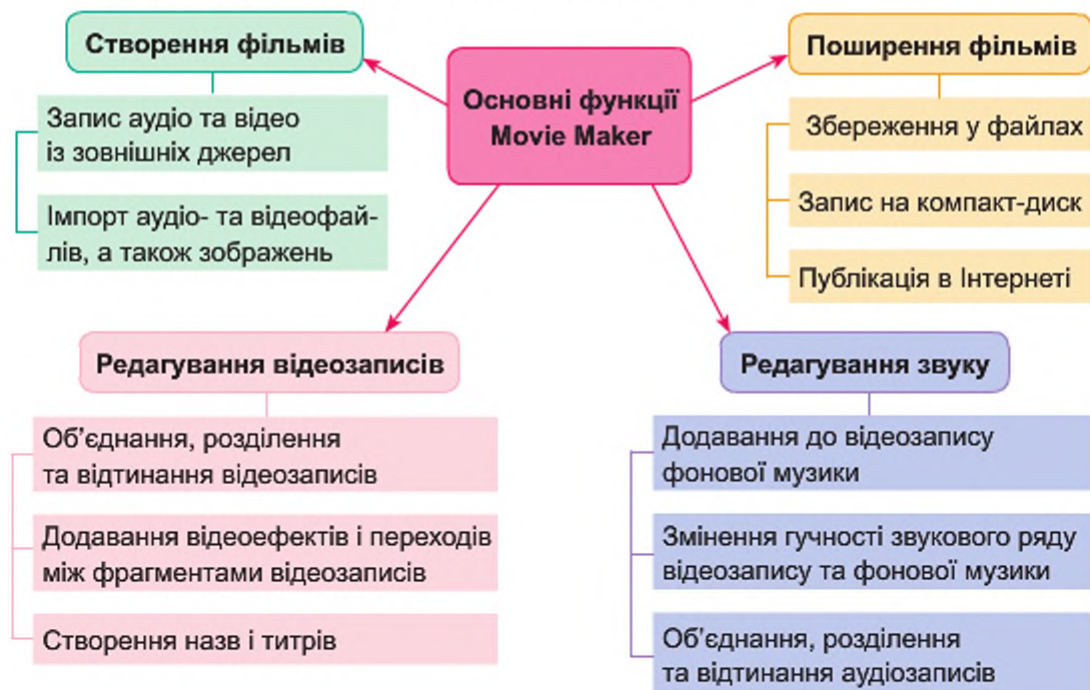 Основні функції
Movie Maker
Створення фільмів
Запис аудіо та відео
із зовнішніх джерел
Імпорт аудіо- та відеофай-
лів, а також зображень
Поширення фільмів
Збереження у файлах
Запис на компакт-диск
Публікація в Інтернеті
Редагування відеозаписів
Об’єднання, розділення
та відтинання відеозаписів
Додавання відеоефектів і переходів
між фрагментами відеозаписів
Створення назв і титрів
Редагування звуку
Додавання до відеозапису
фонової музики
Змінення гучності звукового ряду
відеозапису та фонової музики
Об’єднання, розділення
та відтинання аудіозаписів